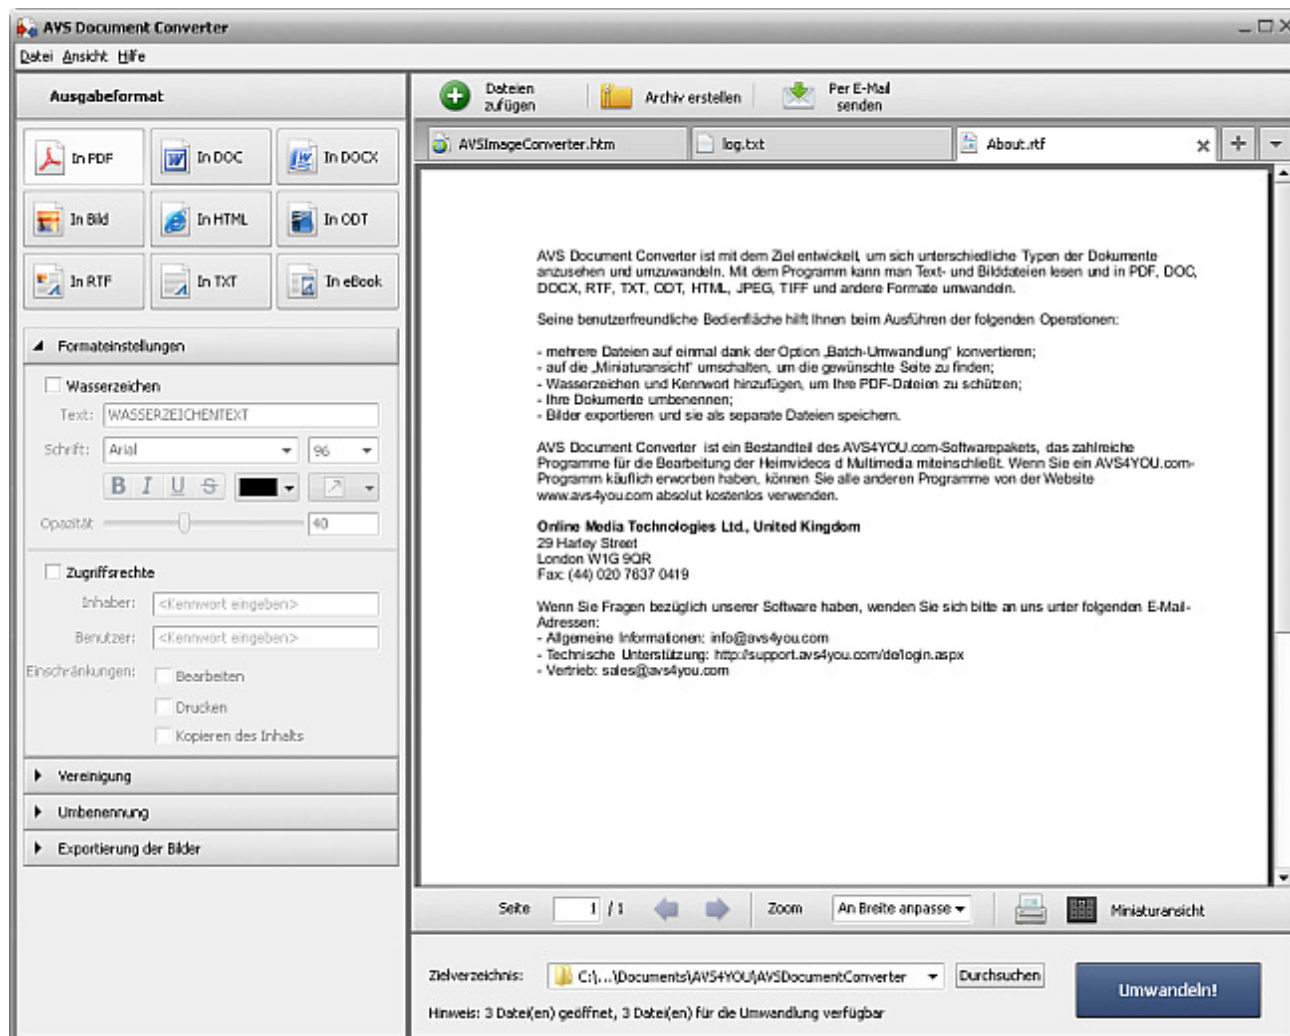 AVS Document Converter
Datei Ansicht Hilfe
Ausgabeformat
In PDF In DOC In DOCX
In Bild In HTML In ODT
In RTF In TXT In eBook
Formateinstellungen
Wasserzeichen
Text: WASSERZEICHENTEXT
Schrift: Arial 96
B I U S
Opazität 40
Zugriffsrechte
Inhaber: <Kennwort eingeben>
Benutzer: <Kennwort eingeben>
Einschränkungen: Bearbeiten
Drucken
Kopieren des Inhalts
Vereinigung
Umbenennung
Exportierung der Bilder
Dateien
zufügen
Archiv erstellen
Per E-Mail
senden
AVSImageConverter.htm log.txt About.rtf
AVS Document Converter ist mit dem Ziel entwickelt, um sich unterschiedliche Typen der Dokumente
anzusehen und umzuwandeln. Mit dem Programm kann man Text- und Bilddateien lesen und in PDF, DOC,
DOCX, RTF, TXT, ODT, HTML, JPEG, TIFF und andere Formate umwandeln.
Seine benutzerfreundliche Bedienfläche hilft Ihnen beim Ausführen der folgenden Operationen:
- mehrere Dateien auf einmal dank der Option „Batch-Umwandlung“ konvertieren;
- auf die „Miniaturansicht“ umschalten, um die gewünschte Seite zu finden;
- Wasserzeichen und Kennwort hinzufügen, um Ihre PDF-Dateien zu schützen;
- Ihre Dokumente umbenennen;
- Bilder exportieren und sie als separate Dateien speichern.
AVS Document Converter ist ein Bestandteil des AVS4YOU.com-Softwarepakets, das zahlreiche
Programme für die Bearbeitung der Heimvideos d Multimedia miteinschließt. Wenn Sie ein AVS4YOU.com-
Programm käuflich erworben haben, können Sie alle anderen Programme von der Website
www.avs4you.com absolut kostenlos verwenden.
Online Media Technologies Ltd., United Kingdom
29 Harley Street
London W1G 9QR
Fax: (44) 020 7637 0419
Wenn Sie Fragen bezüglich unserer Software haben, wenden Sie sich bitte an uns unter folgenden E-Mail-
Adressen:
- Allgemeine Informationen: info@avs4you.com
- Technische Unterstützung: http://support.avs4you.com/de/login.aspx
- Vertrieb: sales@avs4you.com
Seite 1 / 1 Zoom An Breite anpasse Miniaturansicht
Zielverzeichnis: C:\...\Documents\AVS4YOU\AVSDocumentConverter Durchsuchen
Umwandeln!
Hinweis: 3 Datei(en) geöffnet, 3 Datei(en) für die Umwandlung verfügbar